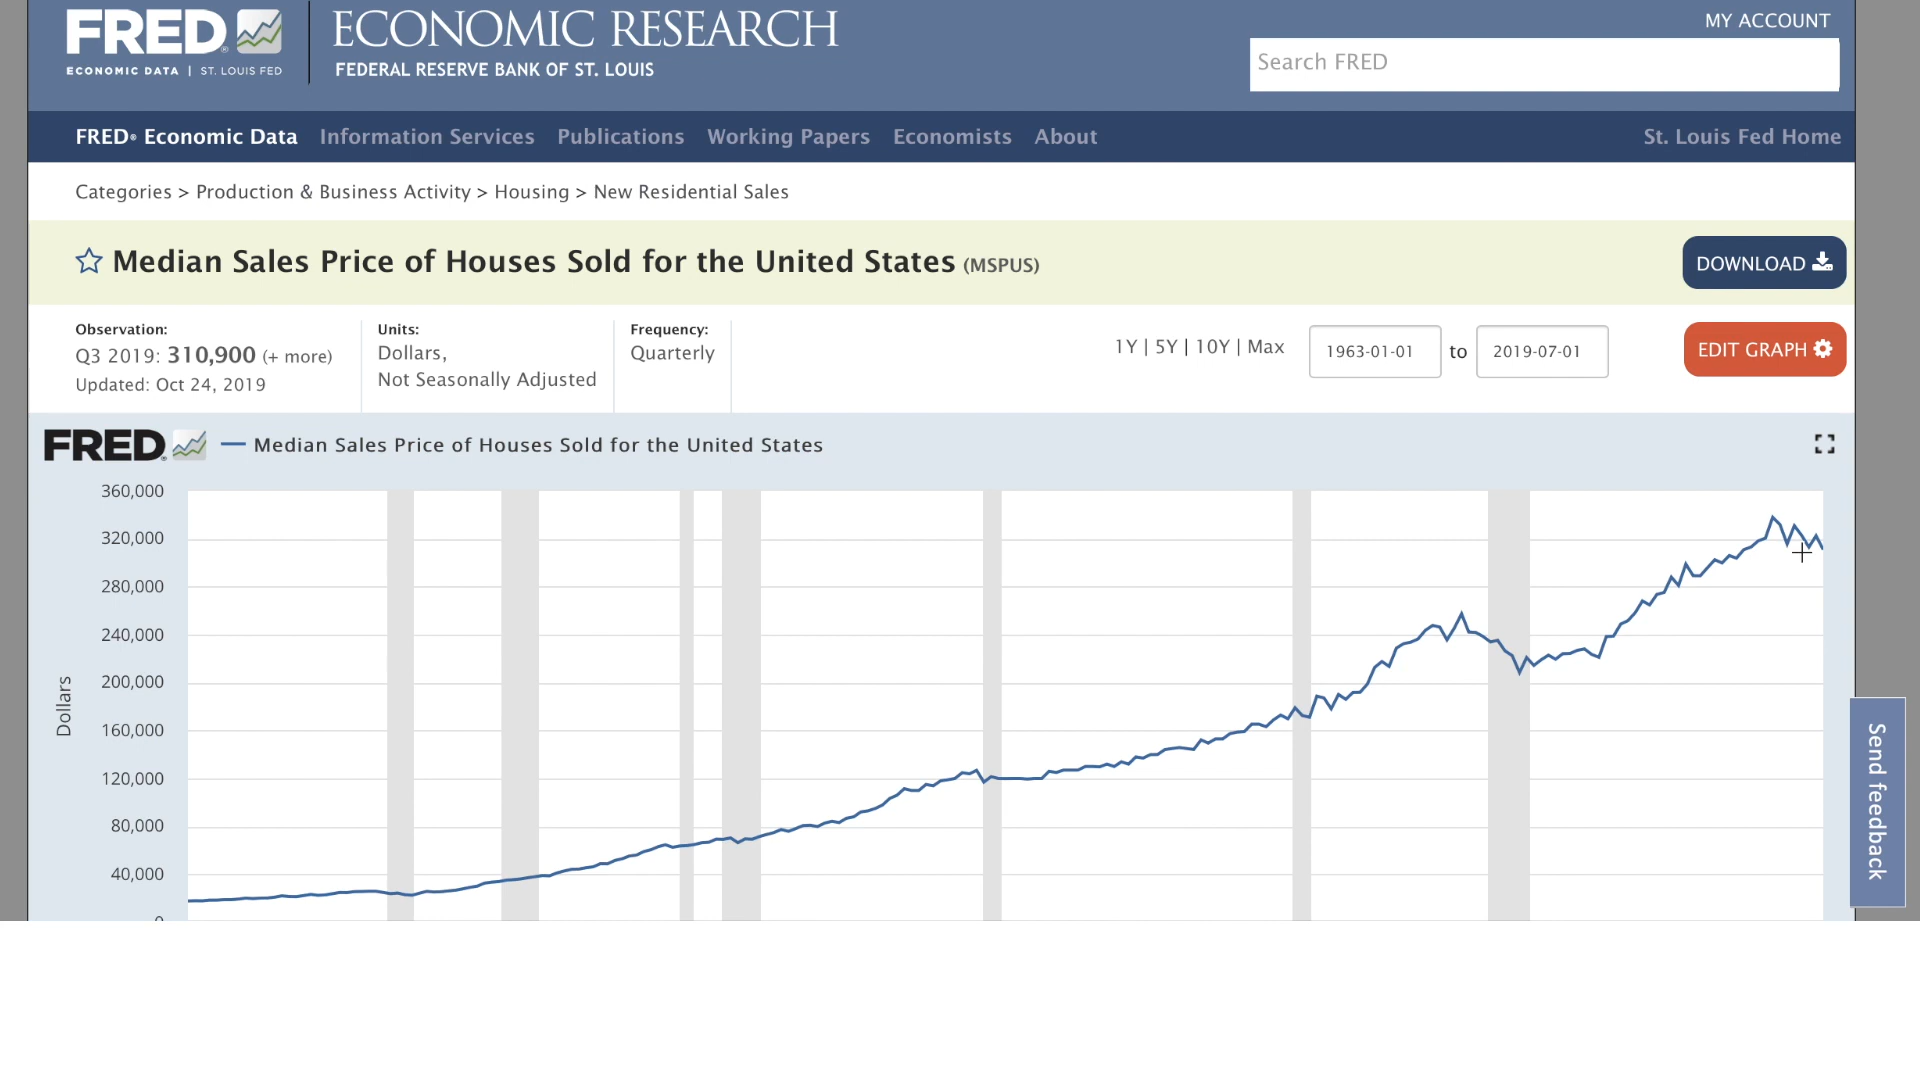 FRED® ECONOMIC RESEARCH
ECONOMIC DATA | ST. LOUIS FED
FEDERAL RESERVE BANK OF ST. LOUIS
MY ACCOUNT
Search FRED
FRED® Economic Data Information Services Publications Working Papers Economists About St. Louis Fed Home
Categories > Production & Business Activity > Housing > New Residential Sales
Median Sales Price of Houses Sold for the United States (MSPUS)
DOWNLOAD
Observation:
Q3 2019: 310,900 (+ more)
Updated: Oct 24, 2019
Units:
Dollars,
Not Seasonally Adjusted
Frequency:
Quarterly
1Y | 5Y | 10Y | Max
1963-01-01 to 2019-07-01
EDIT GRAPH
FRED® Median Sales Price of Houses Sold for the United States
360,000
320,000
280,000
240,000
200,000
160,000
120,000
80,000
40,000
Dollars
Send feedback